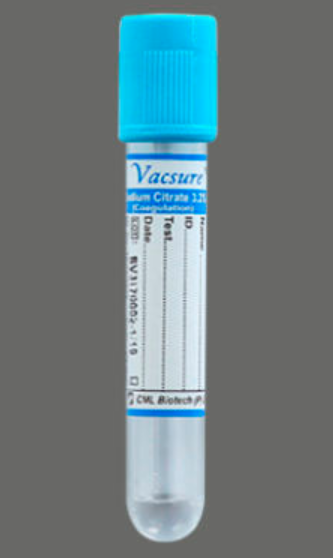 Vacsure
dium Citrate 3.2%
(Coagulation)
Name
ID
Test
Date
CML Biotech (P